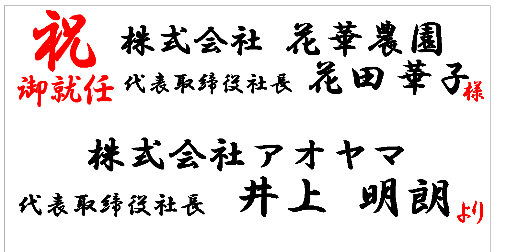 祝 株式会社 花華農園
御就任 代表取締役社長 花田華子様
株式会社アオヤマ
代表取締役社長 井上 明朗より